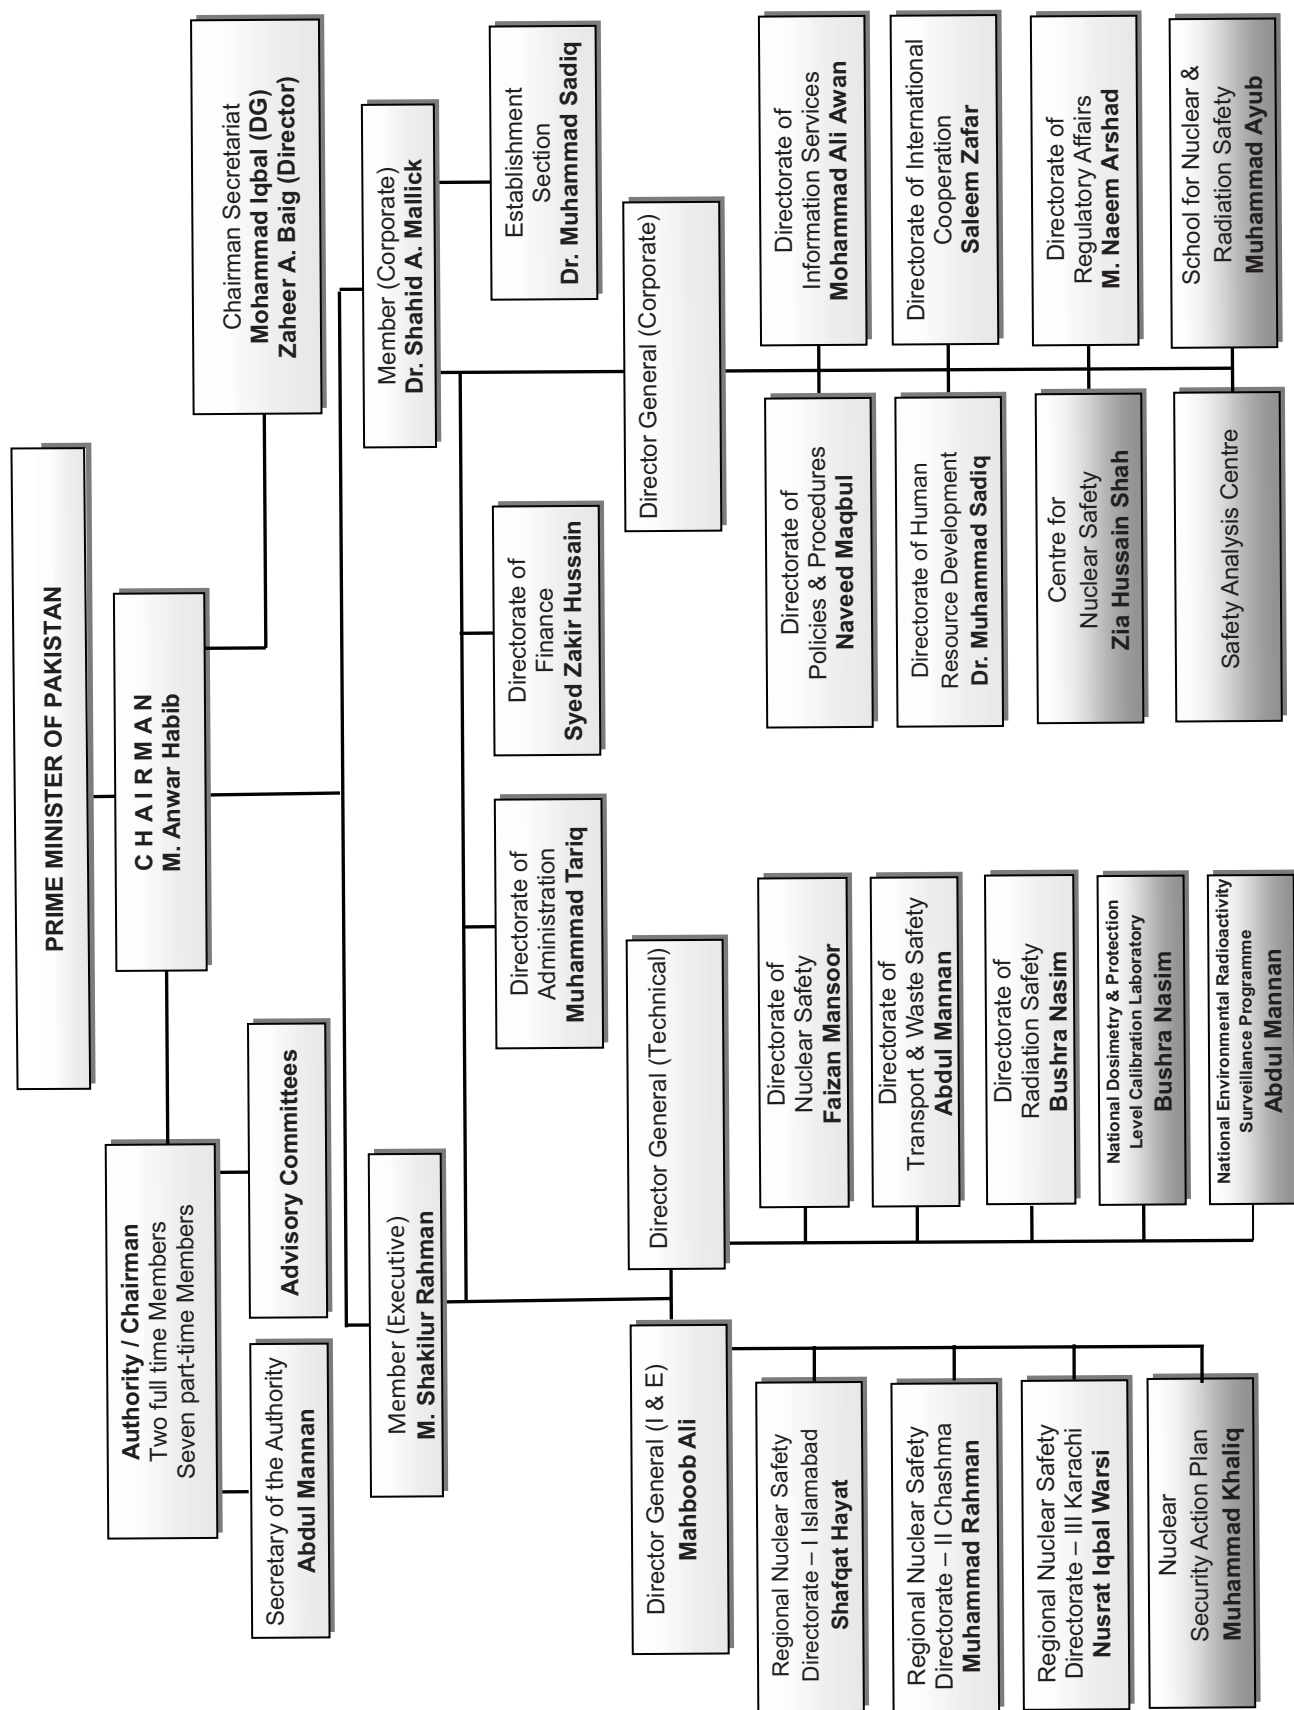 PRIME MINISTER OF PAKISTAN
C H A I R M A N
M. Anwar Habib
Authority / Chairman
Two full time Members
Seven part-time Members
Chairman Secretariat
Mohammad Iqbal (DG)
Zaheer A. Baig (Director)
Secretary of the Authority
Abdul Mannan
Advisory Committees
Member (Executive)
M. Shakilur Rahman
Member (Corporate)
Dr. Shahid A. Mallick
Directorate of
Administration
Muhammad Tariq
Directorate of
Finance
Syed Zakir Hussain
Establishment
Section
Dr. Muhammad Sadiq
Director General (I & E)
Mahboob Ali
Director General (Technical)
Director General (Corporate)
Regional Nuclear Safety
Directorate – I Islamabad
Shafqat Hayat
Regional Nuclear Safety
Directorate – II Chashma
Muhammad Rahman
Regional Nuclear Safety
Directorate – III Karachi
Nusrat Iqbal Warsi
Nuclear
Security Action Plan
Muhammad Khaliq
Directorate of
Nuclear Safety
Faizan Mansoor
Directorate of
Transport & Waste Safety
Abdul Mannan
Directorate of
Radiation Safety
Bushra Nasim
National Dosimetry & Protection
Level Calibration Laboratory
Bushra Nasim
National Environmental Radioactivity
Surveillance Programme
Abdul Mannan
Directorate of
Policies & Procedures
Naveed Maqbul
Directorate of
Information Services
Mohammad Ali Awan
Directorate of Human
Resource Development
Dr. Muhammad Sadiq
Directorate of International
Cooperation
Saleem Zafar
Centre for
Nuclear Safety
Zia Hussain Shah
Directorate of
Regulatory Affairs
M. Naeem Arshad
Safety Analysis Centre
School for Nuclear &
Radiation Safety
Muhammad Ayub